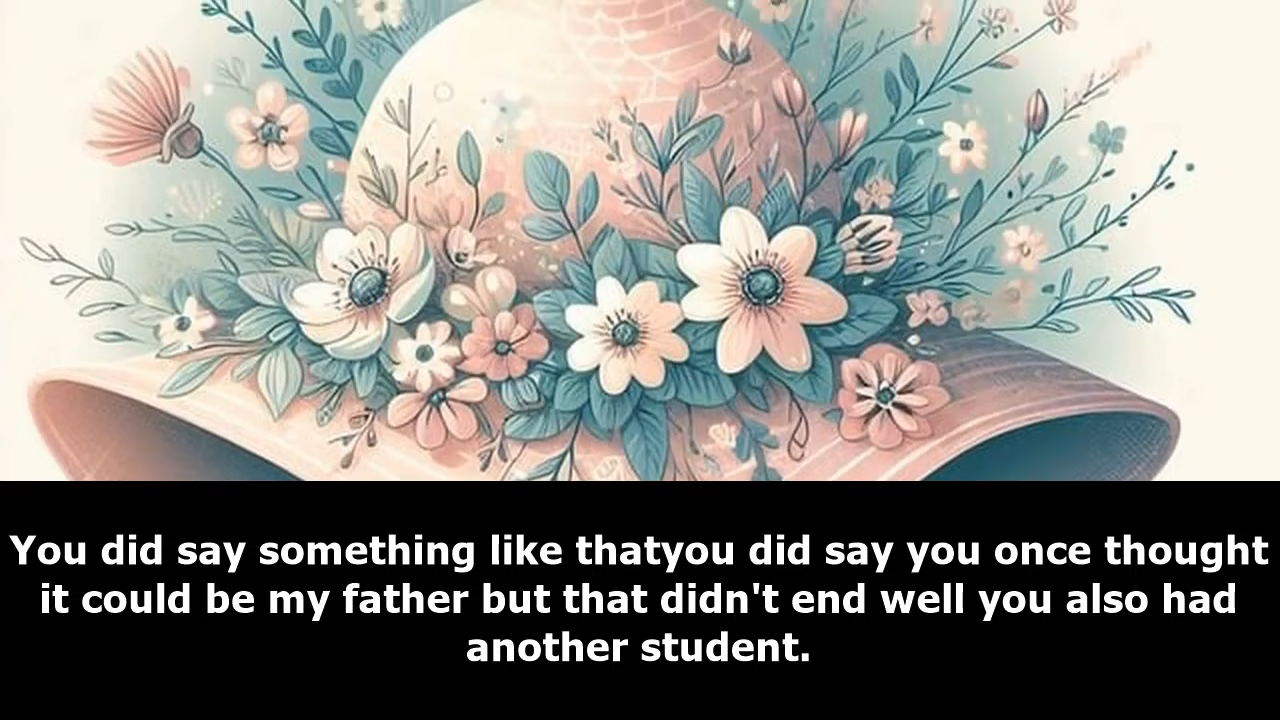 You did say something like thatyou did say you once thought
it could be my father but that didn't end well you also had
another student.